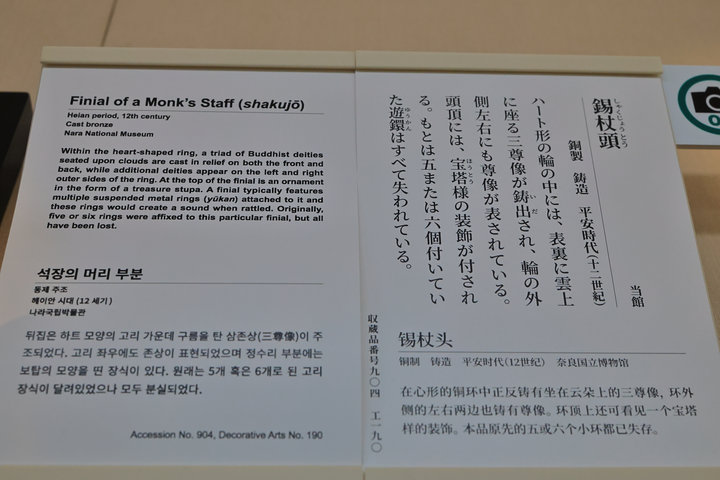 Finial of a Monk's Staff (shakujō)
Heian period, 12th century
Cast bronze
Nara National Museum
Within the heart-shaped ring, a triad of Buddhist deities
seated upon clouds are cast in relief on both the front and
back, while additional deities appear on the left and right
outer sides of the ring. At the top of the finial is an ornament
in the form of a treasure stupa. A finial typically features
multiple suspended metal rings (yūkan) attached to it and
these rings would create a sound when rattled. Originally,
five or six rings were affixed to this particular finial, but all
have been lost.
석장의 머리 부분
동제 주조
헤이안 시대 (12 세기)
나라국립박물관
뒤집은 하트 모양의 고리 가운데 구름을 탄 삼존상(三尊像)이 주
조되었다. 고리 좌우에도 존상이 표현되었으며 정수리 부분에는
보탑의 모양을 띤 장식이 있다. 원래는 5개 혹은 6개로 된 고리
장식이 달려있었으나 모두 분실되었다.
Accession No. 904, Decorative Arts No. 190
しゃくじょうとう
錫杖頭
銅製 鋳造 平安時代(十二世紀)
当館
ハート形の輪の中には、表裏に雲上
に座る三尊像が鋳出され、輪の外
いだ
側左右にも尊像が表されている。
頭頂には、宝塔様の装飾が付され
ほうとう
る。もとは五または六個付いてい
た遊鐶はすべて失われている。
ゆうかん
収蔵品番号九〇四 工一九〇
锡杖头
铜制 铸造 平安时代(12世纪) 奈良国立博物馆
在心形的铜环中正反铸有坐在云朵上的三尊像，环外
侧的左右两边也铸有尊像。环顶上还可看见一个宝塔
样的装饰。本品原先的五或六个小环都已失存。